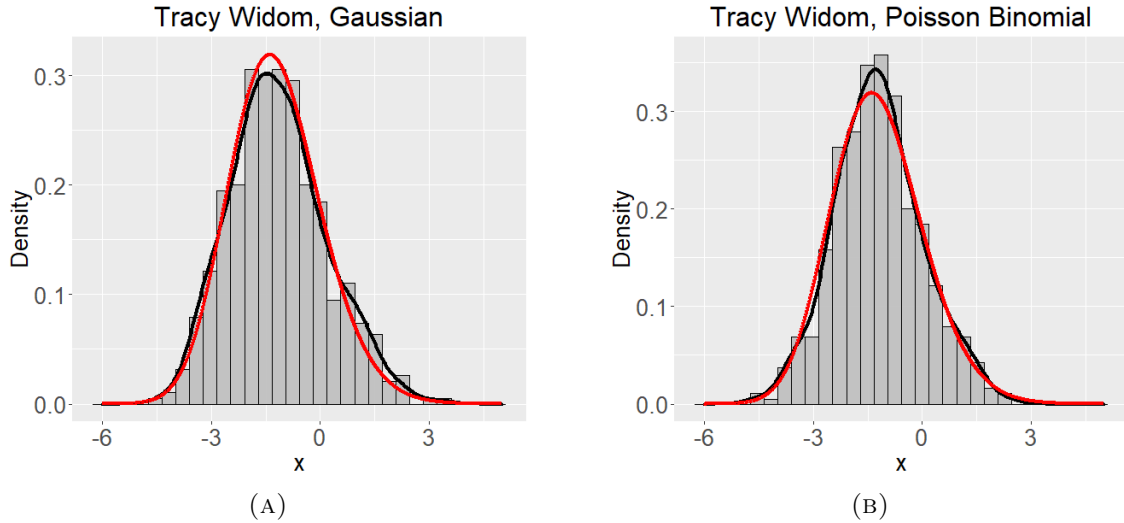 Tracy Widom, Gaussian
0.3
0.2
0.1
0.0
Density
-6 -3 0 3
x
(A)
Tracy Widom, Poisson Binomial
0.3
0.2
0.1
0.0
Density
-6 -3 0 3
x
(B)